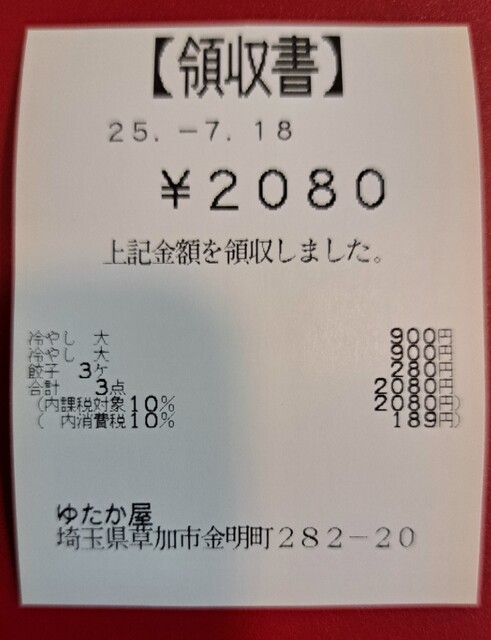 【領収書】
25.-7.18
¥2080
上記金額を領収しました。
冷やし 大 900円
冷やし 大 900円
餃子 3ケ 280円
合計 3点 2080円
(内課税対象10% 2080円)
( 内消費税10% 189円)
ゆたか屋
埼玉県草加市金明町282-20